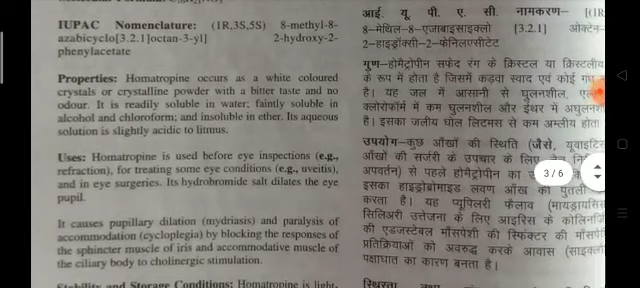 IUPAC Nomenclature: (1R,3S,5S) 8-methyl-8-
azabicyclo[3.2.1]octan-3-yl] 2-hydroxy-2-
phenylacetate
Properties: Homatropine occurs as a white coloured
crystals or crystalline powder with a bitter taste and no
odour. It is readily soluble in water; faintly soluble in
alcohol and chloroform; and insoluble in ether. Its aqueous
solution is slightly acidic to litmus.
Uses: Homatropine is used before eye inspections (e.g.,
refraction), for treating some eye conditions (e.g., uveitis),
and in eye surgeries. Its hydrobromide salt dilates the eye
pupil.
It causes pupillary dilation (mydriasis) and paralysis of
accommodation (cycloplegia) by blocking the responses of
the sphincter muscle of iris and accommodative muscle of
the ciliary body to cholinergic stimulation.
Stability and Storage Conditions: Homatropine is light,
आई. यू. पी. ए. सी. नामकरण- [(1R
8-मेथिल-8-एजाबाइसाइक्लो [3.2.1] ओक्टेन-
2-हाइड्रॉक्सी-2-फेनिलएसीटेट
गुण-होमैट्रोपीन सफेद रंग के क्रिस्टल या क्रिस्टलीय
के रूप में होता है जिसमें कड़वा स्वाद एवं कोई गंध
है। यह जल में आसानी से घुलनशील,
क्लोरोफॉर्म में कम घुलनशील और ईथर में अघुलनशी
है। इसका जलीय घोल लिटमस से कम अम्लीय होता
उपयोग-कुछ आँखों की स्थिति (जैसे, यूवाइटिस
आँखों की सर्जरी के उपचार के लिए
अपवर्तन) से पहले होमैट्रोपीन का
इसका हाइड्रोब्रोमाइड लवण आँख की पुतली
करता है। यह प्यूपिलरी फैलाव (मायड्रायसिस
सिलिअरी उत्तेजना के लिए आइरिस के कोलिनर्जि
की एडजस्टेबल माँसपेशी की स्फिंक्टर की माँसपेशी
प्रतिक्रियाओं को अवरुद्ध करके आवास (साइक्लो
पक्षाघात का कारण बनता है।
3/6